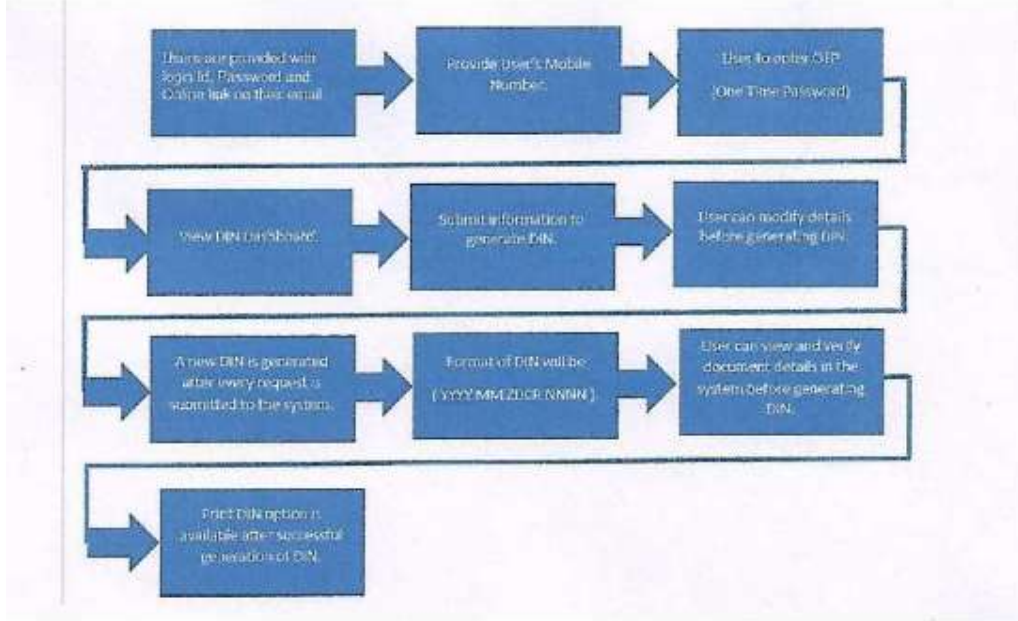 Users are provided with
login Id, Password and
Online link on their email.
Provide User's Mobile
Number.
User to enter OTP
(One Time Password)
View DIN Dashboard.
Submit information to
generate DIN.
User can modify details
before generating DIN.
A new DIN is generated
after every request is
submitted to the system.
Format of DIN will be
( YYYY MM NNNN ).
User can view and verify
document details in the
system before generating
DIN.
Print DIN option is
available after successful
generation of DIN.